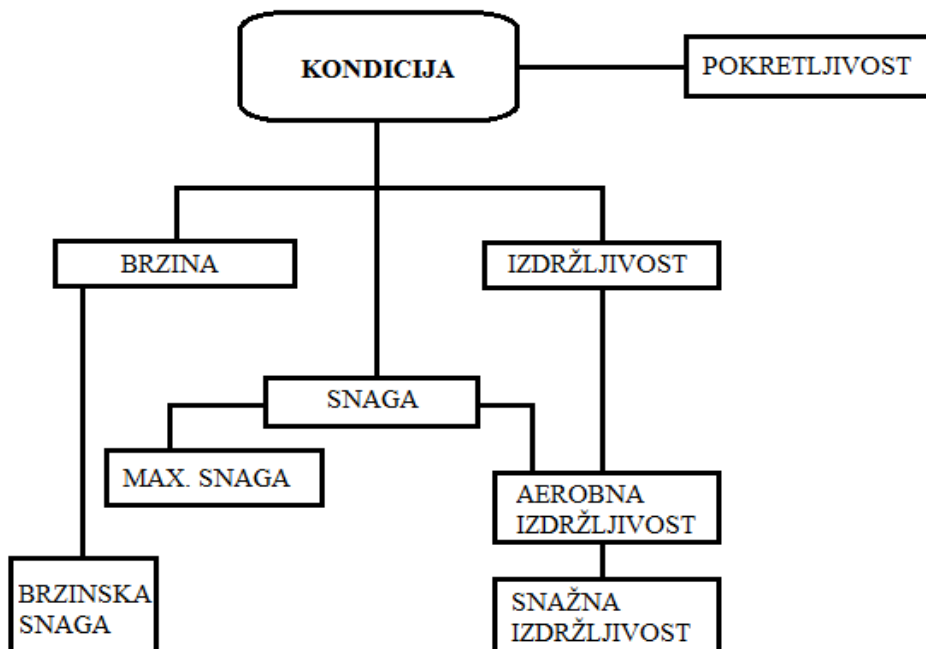 KONDICIJA
POKRETLJIVOST
BRZINA
IZDRŽLJIVOST
SNAGA
MAX. SNAGA
AEROBNA
IZDRŽLJIVOST
BRZINSKA
SNAGA
SNAŽNA
IZDRŽLJIVOST